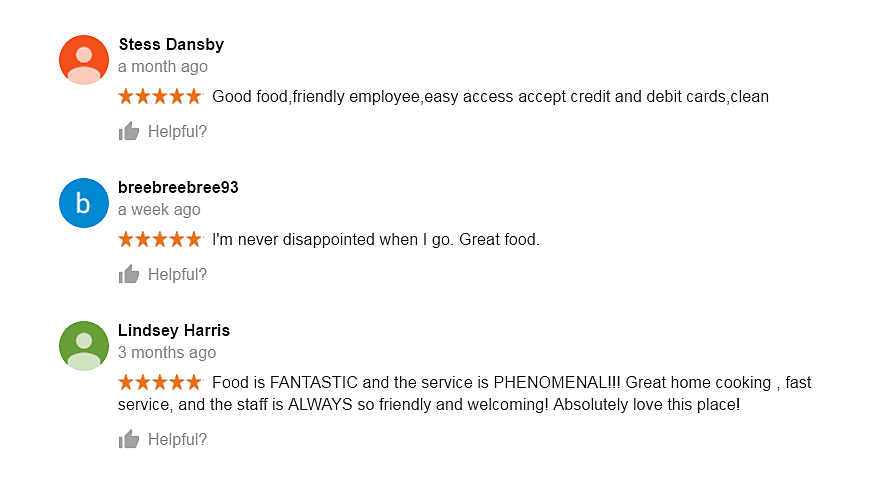 Stess Dansby
a month ago
Good food,friendly employee,easy access accept credit and debit cards,clean
Helpful?
b
breebreebree93
a week ago
I'm never disappointed when I go. Great food.
Helpful?
Lindsey Harris
3 months ago
Food is FANTASTIC and the service is PHENOMENAL!!! Great home cooking , fast
service, and the staff is ALWAYS so friendly and welcoming! Absolutely love this place!
Helpful?